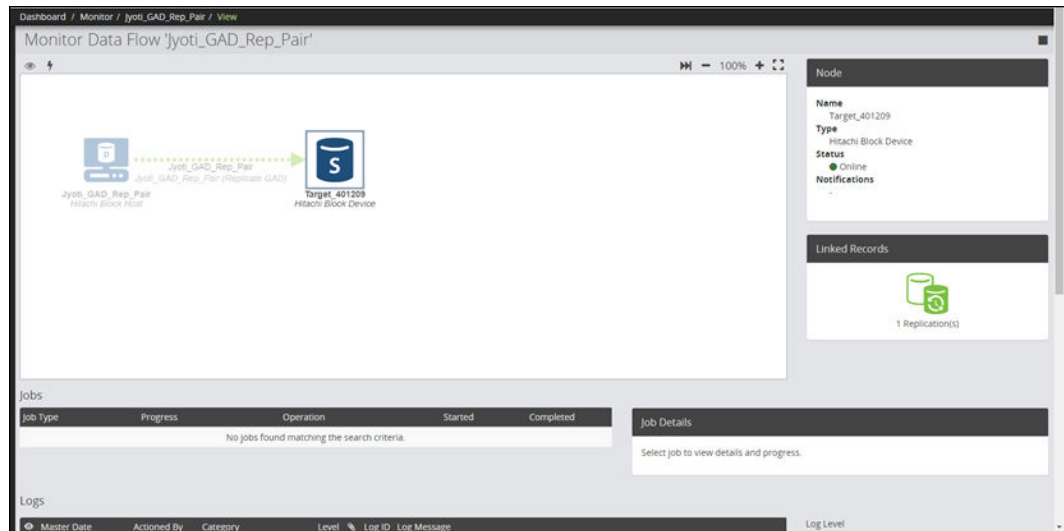 Dashboard / Monitor / Jyoti_GAD_Rep_Pair / View
Monitor Data Flow 'Jyoti_GAD_Rep_Pair'
100%
P
Jyoti_GAD_Rep_Pair
Hitachi Block Host
Jyoti_GAD_Rep_Pair
Jyoti_GAD_Rep_Pair (Replicate GAD)
S
Target_401209
Hitachi Block Device
Node
Name
Target_401209
Type
Hitachi Block Device
Status
Online
Notifications
- .
Linked Records
1 Replication(s)
Jobs
Job Type Progress Operation Started Completed
No jobs found matching the search criteria.
Job Details
Select job to view details and progress.
Logs
Master Date Actioned By Category Level Log ID Log Message
Log Level